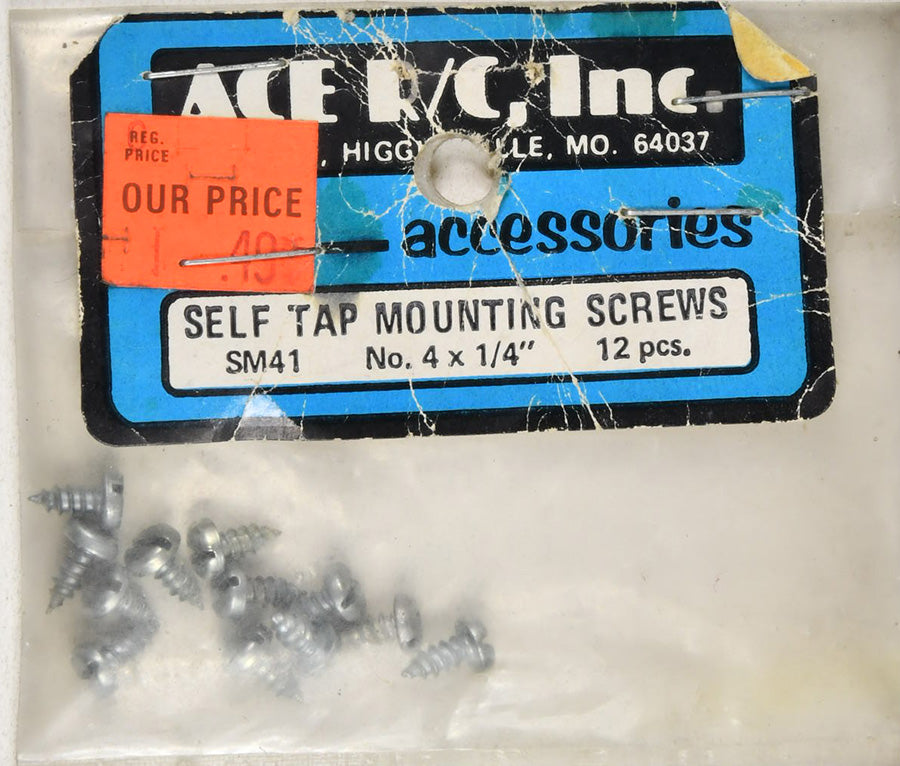 ACE R/C, Inc.
, HIGG LLE, MO. 64037
REG.
PRICE
OUR PRICE
.49
accessories
SELF TAP MOUNTING SCREWS
SM41 No. 4 x 1/4" 12 pcs.